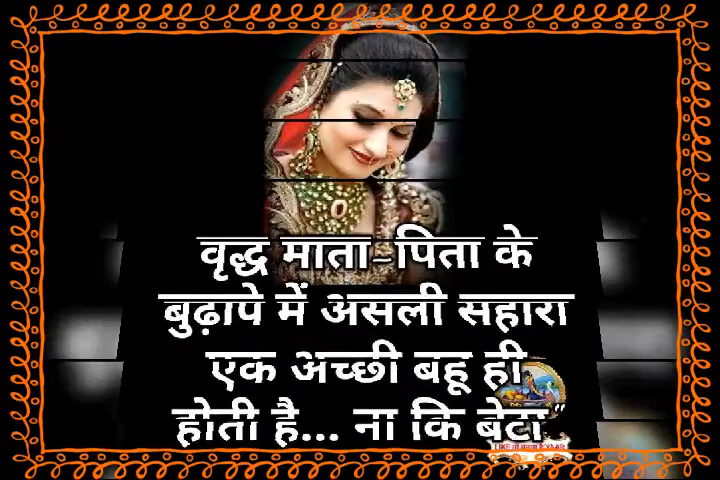 वृद्ध माता-पिता के
बुढ़ापे में असली सहारा
एक अच्छी बहू ही
होती है... ना कि बेटा"